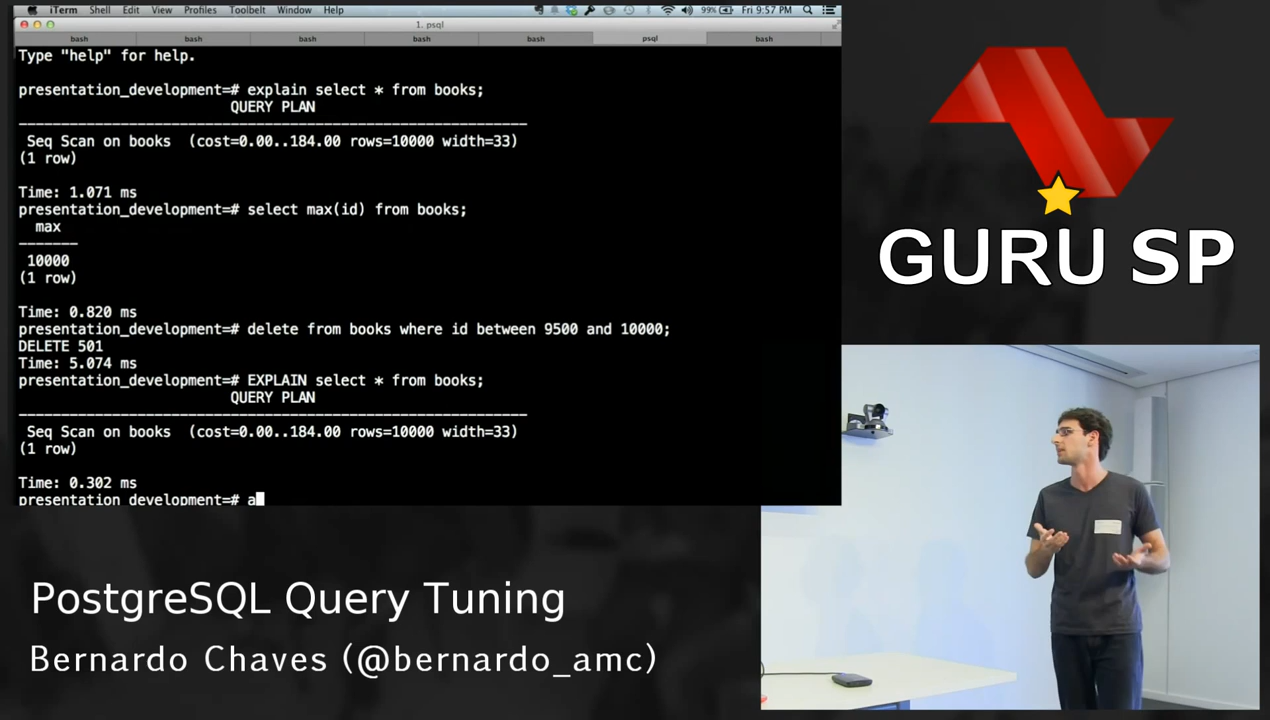 iTerm Shell Edit View Profiles Toolbelt Window Help 99% Fri 9:57 PM
1. psql
bash bash bash bash bash psql bash
Type "help" for help.
presentation_development=# explain select * from books;
QUERY PLAN
Seq Scan on books (cost=0.00..184.00 rows=10000 width=33)
(1 row)
Time: 1.071 ms
presentation_development=# select max(id) from books;
max
10000
(1 row)
Time: 0.820 ms
presentation_development=# delete from books where id between 9500 and 10000;
DELETE 501
Time: 5.074 ms
presentation_development=# EXPLAIN select * from books;
QUERY PLAN
Seq Scan on books (cost=0.00..184.00 rows=10000 width=33)
(1 row)
Time: 0.302 ms
presentation_development=# a
GURU SP
PostgreSQL Query Tuning
Bernardo Chaves (@bernardo_amc)